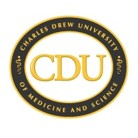 CHARLES DREW UNIVERSITY
CDU
OF MEDICINE AND SCIENCE